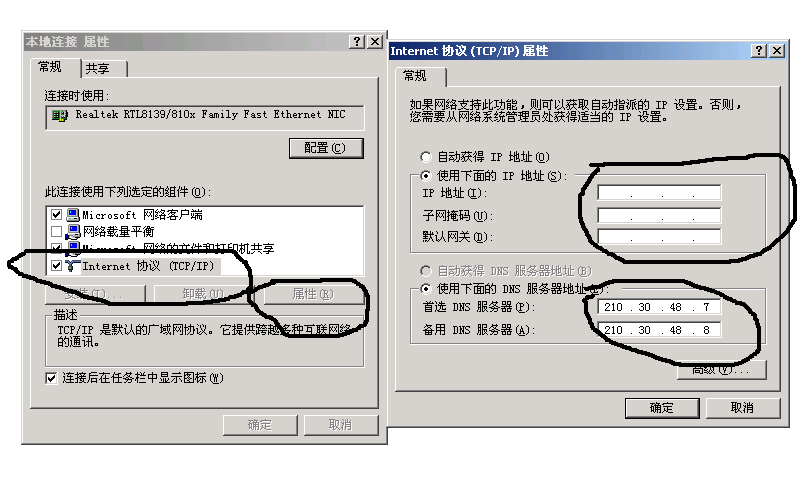 本地连接 属性
常规
共享
连接时使用:
Realtek RTL8139/810x Family Fast Ethernet NIC
配置(C)
此连接使用下列选定的组件(O):
Microsoft 网络客户端
网络载量平衡
Microsoft 网络的文件和打印机共享
Internet 协议 (TCP/IP)
安装(I)...
卸载(U)
属性(R)
描述
TCP/IP 是默认的广域网协议。它提供跨越多种互联网络
的通讯。
连接后在任务栏中显示图标(W)
确定
取消
Internet 协议 (TCP/IP) 属性
常规
如果网络支持此功能，则可以获取自动指派的 IP 设置。否则，
您需要从网络系统管理员处获得适当的 IP 设置。
自动获得 IP 地址(O)
使用下面的 IP 地址(S):
IP 地址(I):
子网掩码(U):
默认网关(D):
自动获得 DNS 服务器地址(B)
使用下面的 DNS 服务器地址(E):
首选 DNS 服务器(P):
210 . 30 . 48 . 7
备用 DNS 服务器(A):
210 . 30 . 48 . 8
高级(V)...
确定
取消